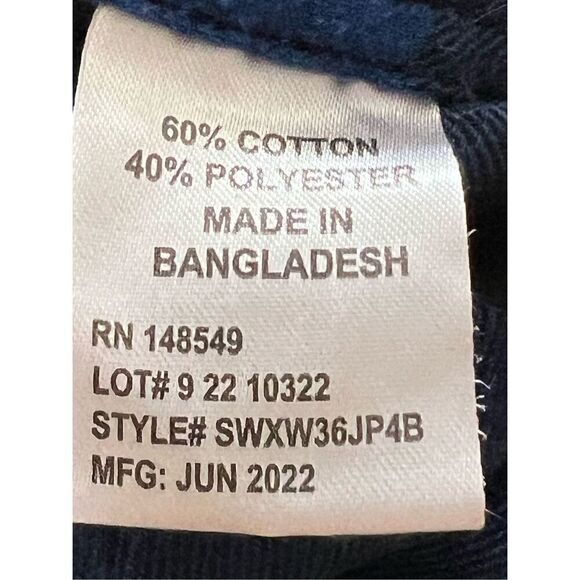 60% COTTON
40% POLYESTER
MADE IN
BANGLADESH
RN 148549
LOT# 9 22 10322
STYLE# SWXW36JP4B
MFG: JUN 2022